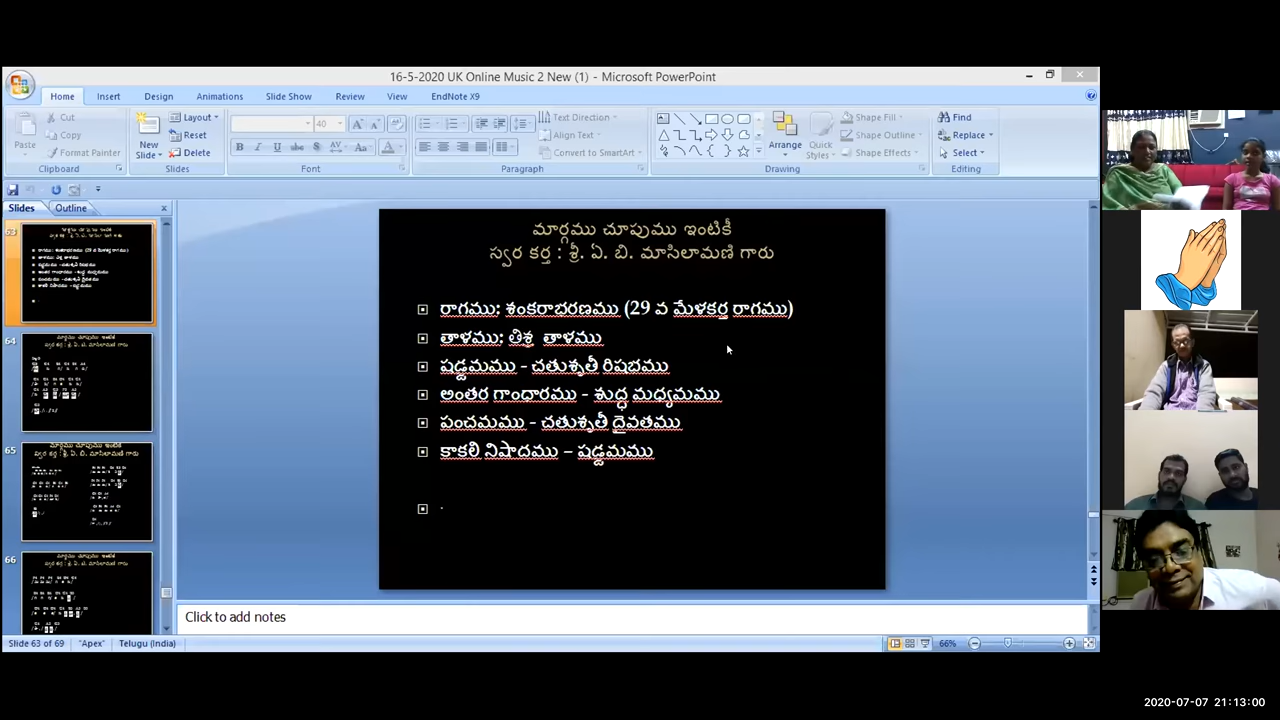 16-5-2020 UK Online Music 2 New (1) - Microsoft PowerPoint
Home Insert Design Animations Slide Show Review View EndNote X9
Cut
Copy
Format Painter
Paste
Clipboard
New Slide
Layout
Reset
Delete
Slides
40
Font
Text Direction
Align Text
Convert to SmartArt
Paragraph
Arrange
Quick Styles
Shape Fill
Shape Outline
Shape Effects
Drawing
Find
Replace
Select
Editing
Slides Outline
63
64
65
66
మార్గము చూపుము ఇంటికీ
స్వర కర్త : శ్రీ. ఏ. బి. మాసిలామణి గారు
రాగము: శంకరాభరణము (29 వ మేళకర్త రాగము)
తాళము: తిశ్ర తాళము
షడ్జమము - చతుశృతీ రిషభము
అంతర గాంధారము - శుద్ధ మధ్యమము
పంచమము - చతుశృతీ దైవతము
కాకలి నిషాదము – షడ్జమము
Click to add notes
Slide 63 of 69 "Apex" Telugu (India) 66%
2020-07-07 21:13:00